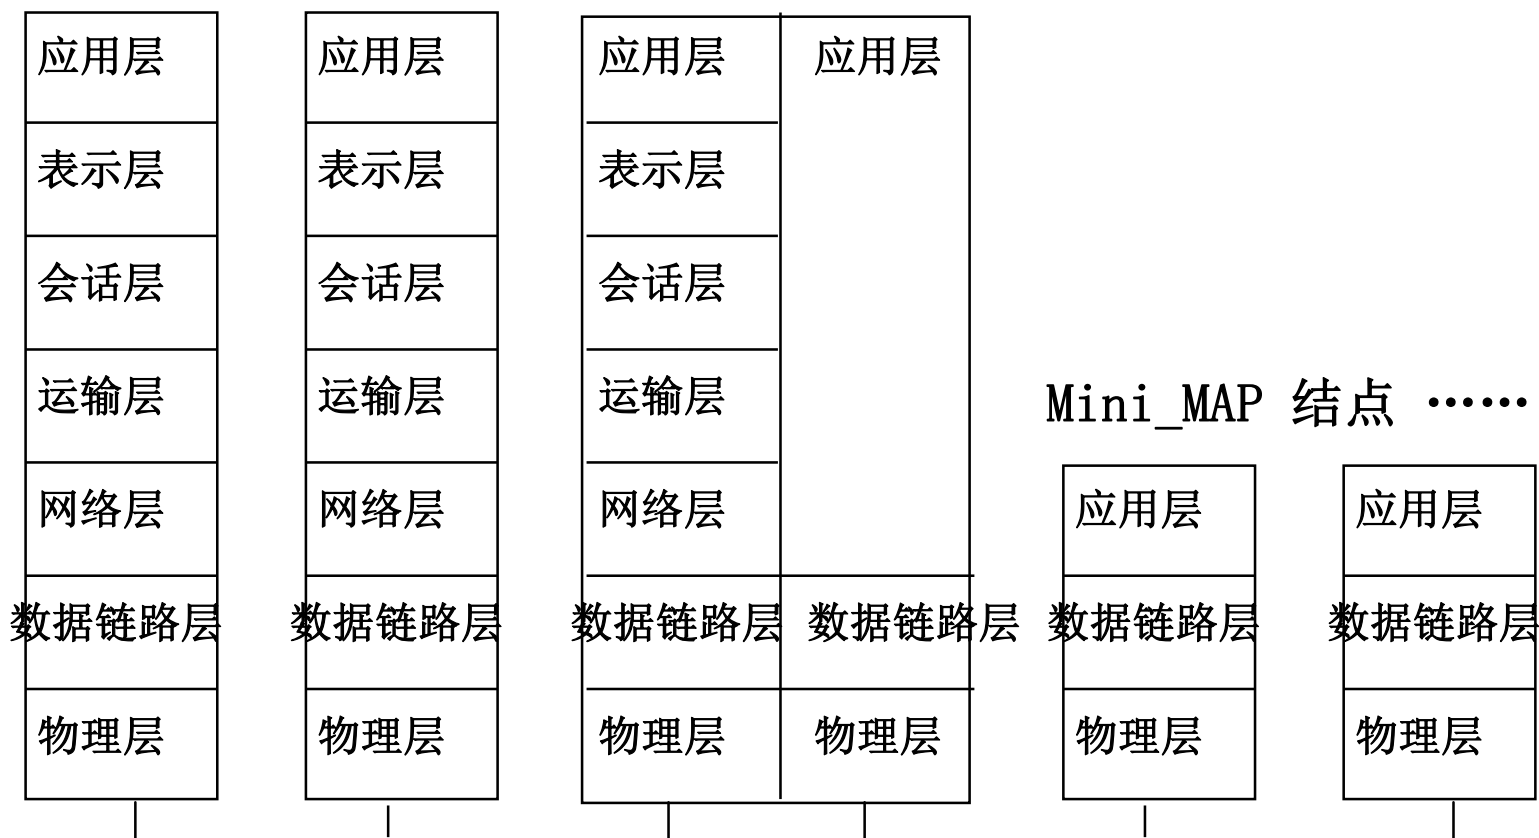 应用层 应用层 应用层 应用层
表示层 表示层 表示层
会话层 会话层 会话层
运输层 运输层 运输层
Mini_MAP 结点 ……
网络层 网络层 网络层 应用层 应用层
数据链路层 数据链路层 数据链路层 数据链路层 数据链路层 数据链路层
物理层 物理层 物理层 物理层 物理层 物理层